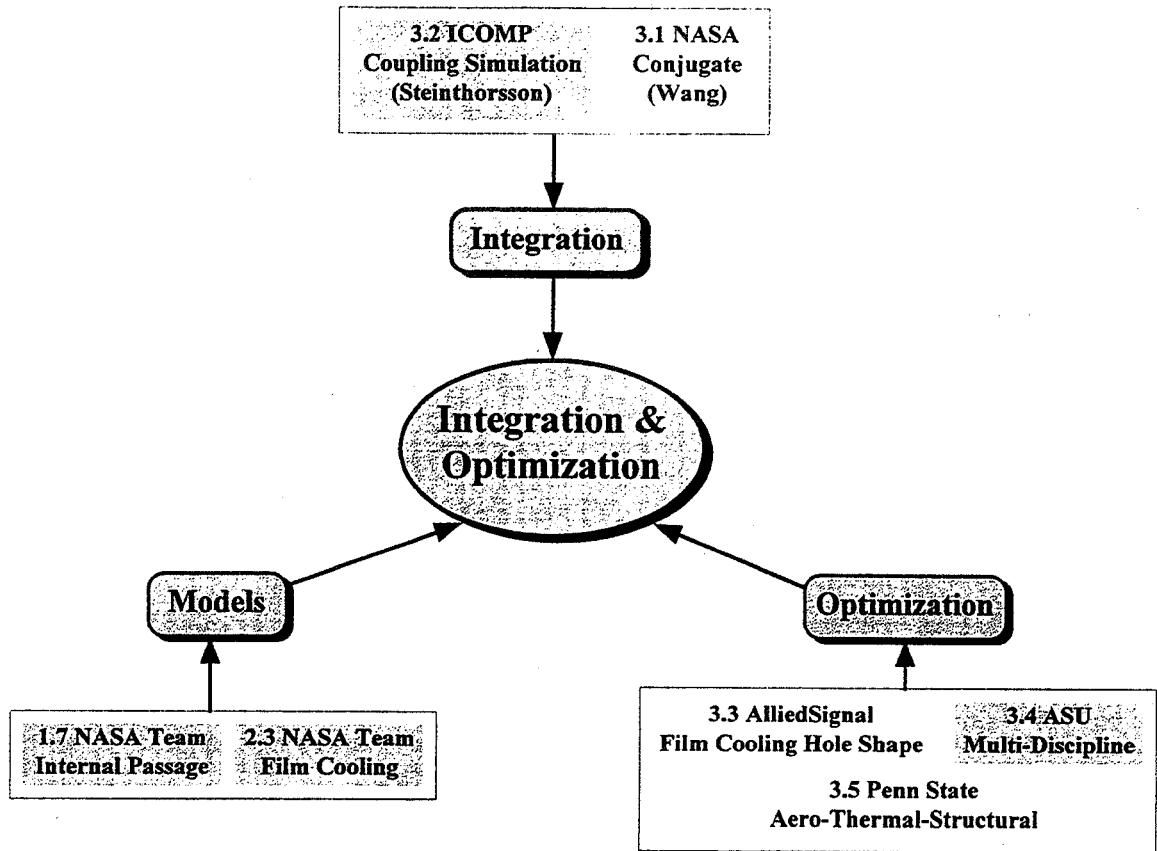 3.2 ICOMP
Coupling Simulation
(Steinthorsson)
3.1 NASA
Conjugate
(Wang)
Integration
Integration &
Optimization
Models
Optimization
1.7 NASA Team
Internal Passage
2.3 NASA Team
Film Cooling
3.3 AlliedSignal
Film Cooling Hole Shape
3.4 ASU
Multi-Discipline
3.5 Penn State
Aero-Thermal-Structural